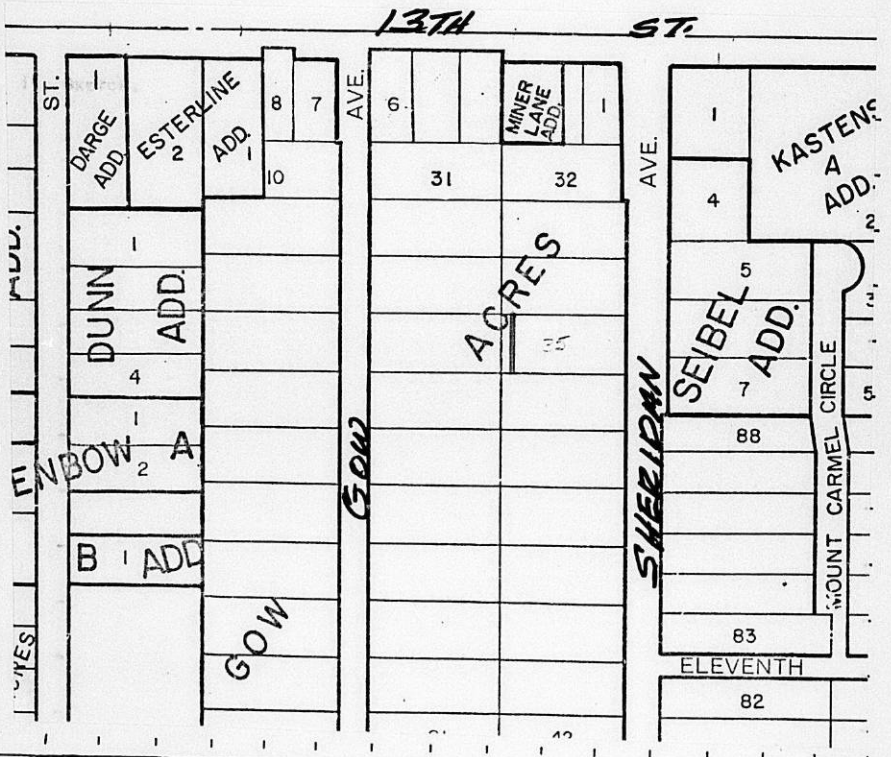 13TH ST.
ST.
1
DARGE
ADD.
ESTERLINE
2
ADD.
1
8
7
10
AVE.
6
MINER
LANE
ADD.
1
31
32
AVE.
1
4
KASTENS
A
ADD.
2
ADD.
1
DUNN
ADD.
4
ACRES
35
5
SEIBEL
ADD.
7
5
88
MOUNT CARMEL CIRCLE
1
ENBOW A
2
B 1 ADD
GOW
SHERIDAN
GOW
83
ELEVENTH
82